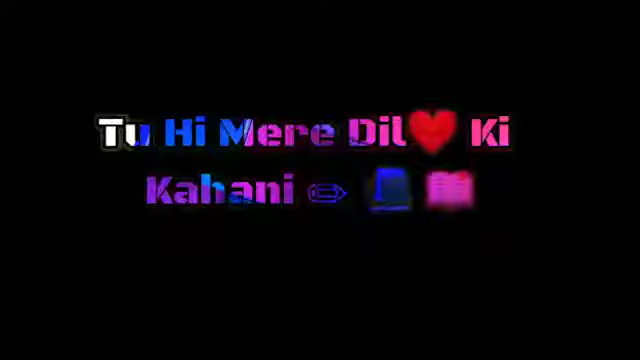 Tu Hi Mere Dil❤️ Ki
Kahani ✏️ 📘 📖